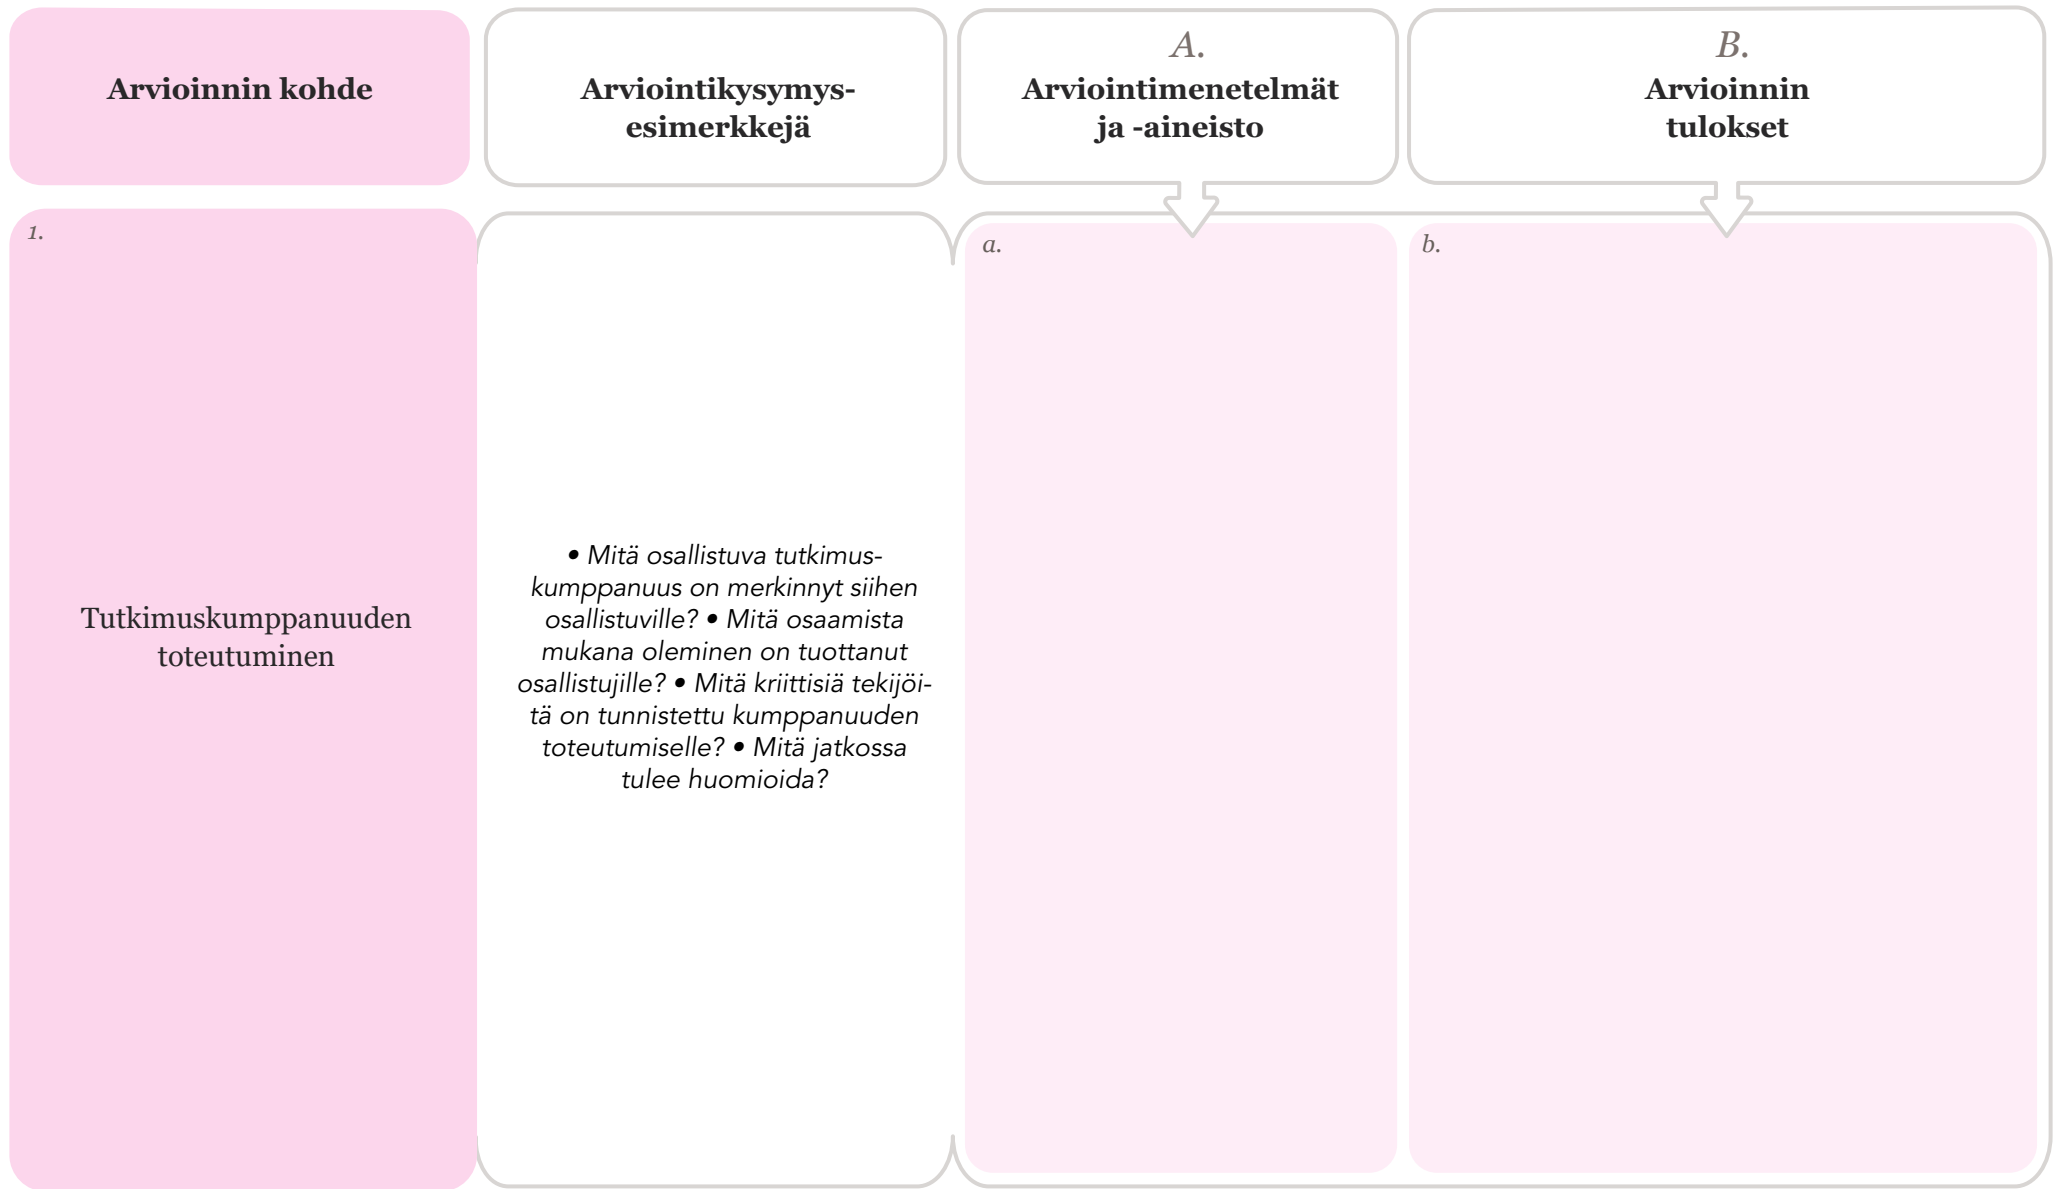 Arvioinnin kohde
Arviointikysymys-
esimerkkejä
A.
Arviointimenetelmät
ja -aineisto
B.
Arvioinnin
tulokset
1.
Tutkimuskumppanuuden
toteutuminen
• Mitä osallistuva tutkimus-
kumppanuus on merkinnyt siihen
osallistuville? • Mitä osaamista
mukana oleminen on tuottanut
osallistujille? • Mitä kriittisiä tekijöi-
tä on tunnistettu kumppanuuden
toteutumiselle? • Mitä jatkossa
tulee huomioida?
a.
b.